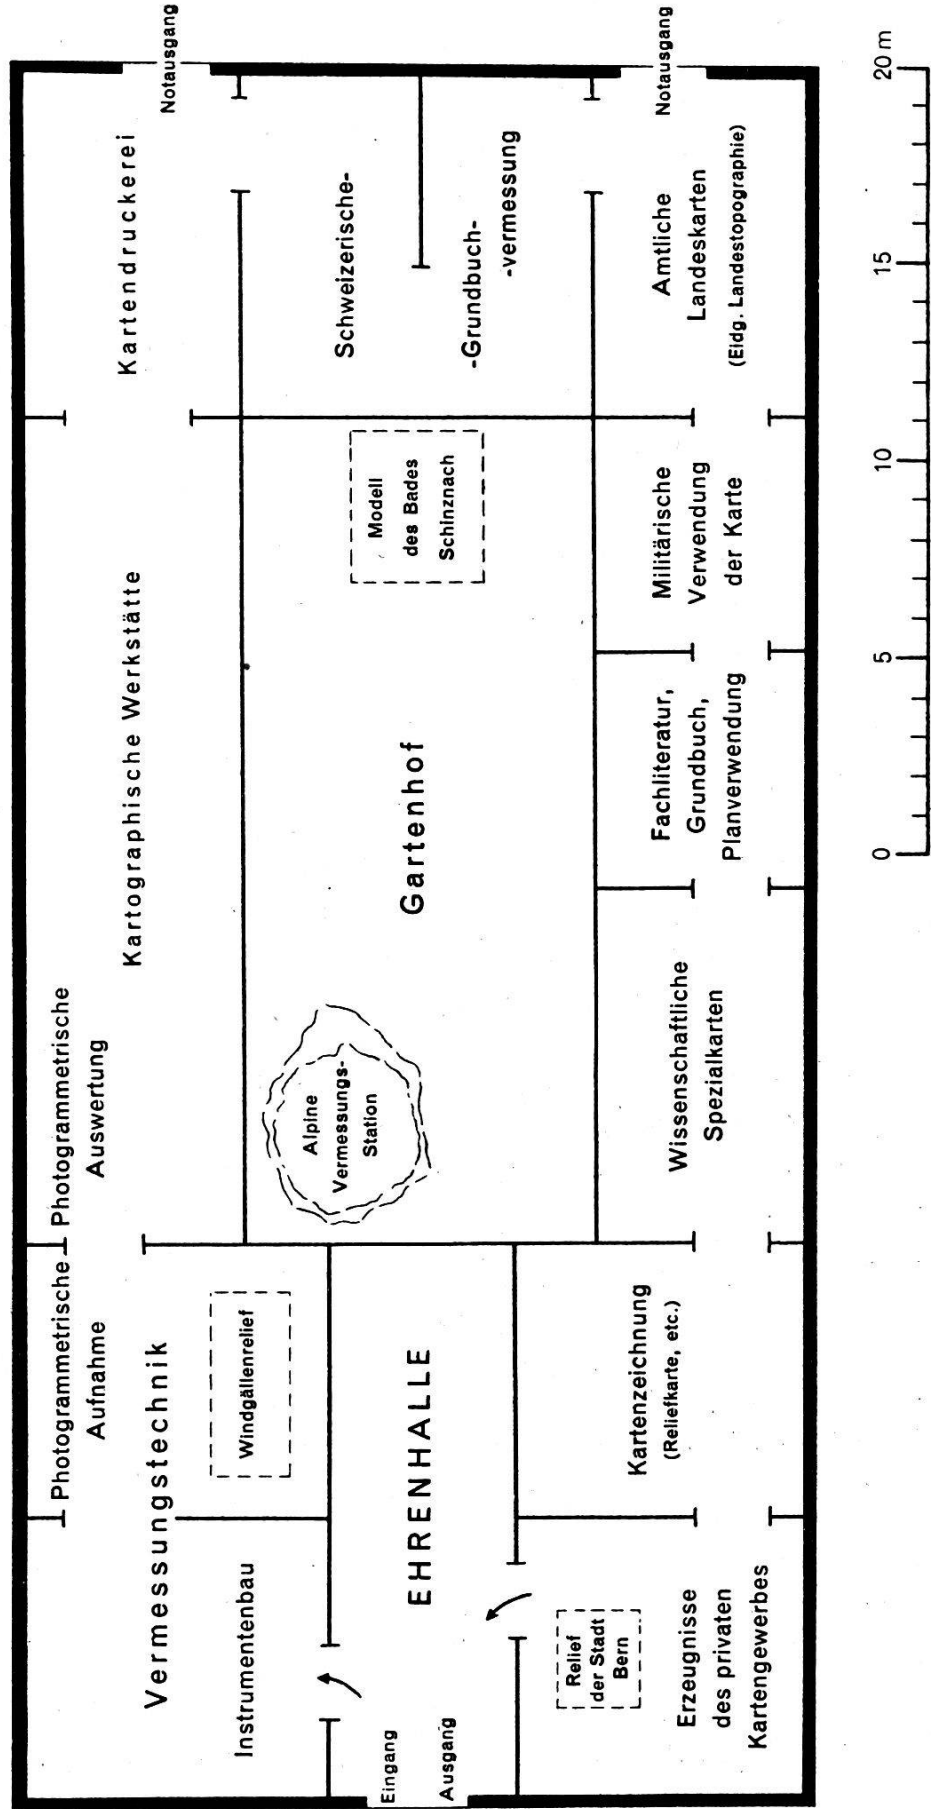 Notausgang
Kartendruckerei
Kartographische Werkstätte
Photogrammetrische
Auswertung
Photogrammetrische
Aufnahme
Vermessungstechnik
Instrumentenbau
Windgällenrelief
Schweizerische-
-Grundbuch-
-vermessung
Modell
des Bades
Schinznach
Gartenhof
Alpine
Vermessungs-
Station
EHRENHALLE
Eingang
Ausgang
Notausgang
Amtliche
Landeskarten
(Eidg. Landestopographie)
Militärische
Verwendung
der Karte
Fachliteratur,
Grundbuch,
Planverwendung
Wissenschaftliche
Spezialkarten
Kartenzeichnung
(Reliefkarte, etc.)
Relief
der Stadt
Bern
Erzeugnisse
des privaten
Kartengewerbes
0 5 10 15 20 m